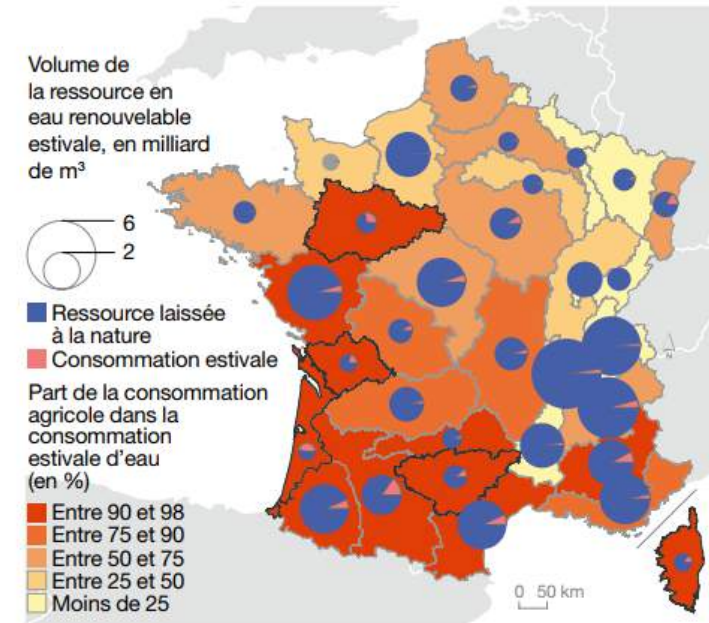 Volume de
la ressource en
eau renouvelable
estivale, en milliard
de m³
6
2
Ressource laissée
à la nature
Consommation estivale
Part de la consommation
agricole dans la
consommation
estivale d'eau
(en %)
Entre 90 et 98
Entre 75 et 90
Entre 50 et 75
Entre 25 et 50
Moins de 25
0 50 km